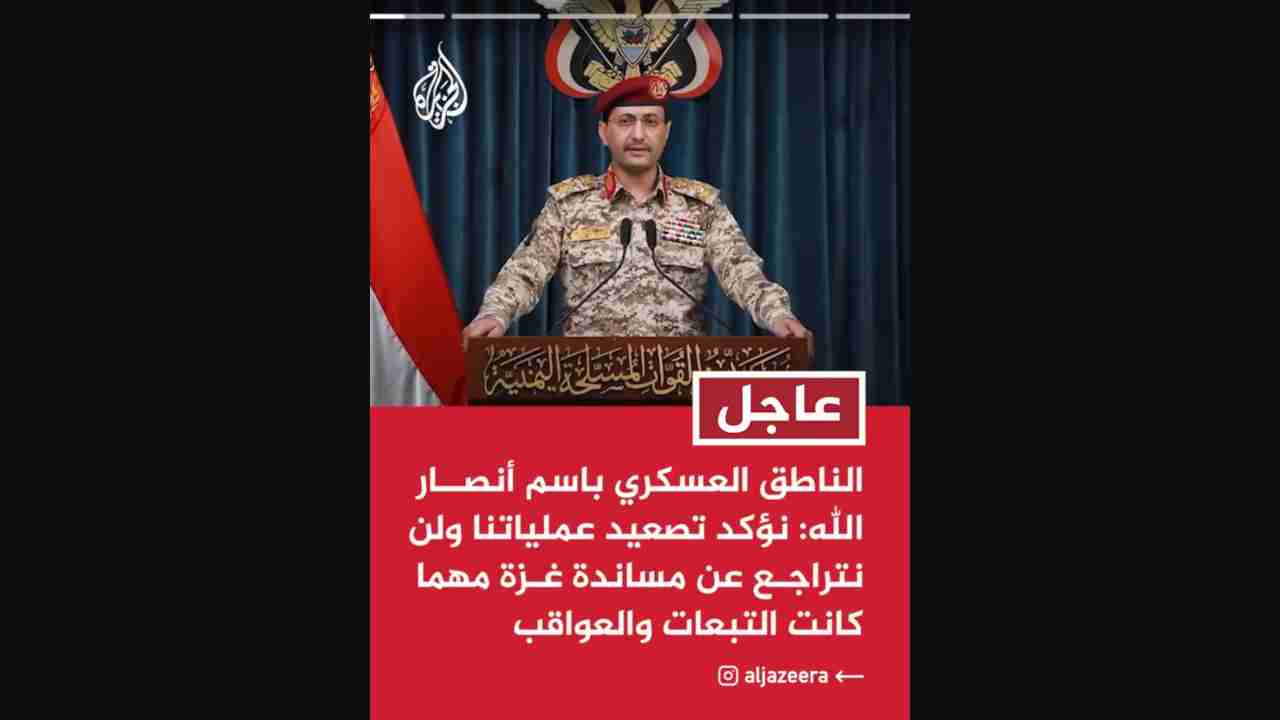 الجزيرة
القوات المسلحة اليمنية
عاجل
الناطق العسكري باسم أنصار
الله: نؤكد تصعيد عملياتنا ولن
نتراجع عن مساندة غزة مهما
كانت التبعات والعواقب
aljazeera